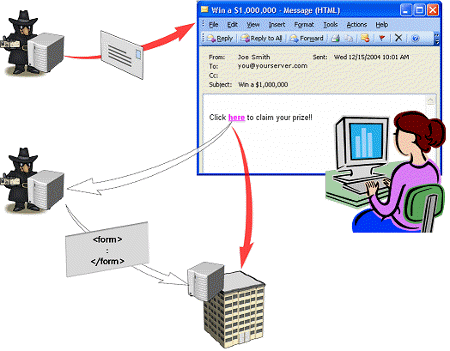 Win a $1,000,000 - Message (HTML)
File Edit View Insert Format Tools Actions Help
Reply Reply to All Forward
From: Joe Smith Sent: Wed 12/15/2004 10:01 AM
To: you@yourserver.com
Cc:
Subject: Win a $1,000,000
Click here to claim your prize!!
<form>
:
</form>